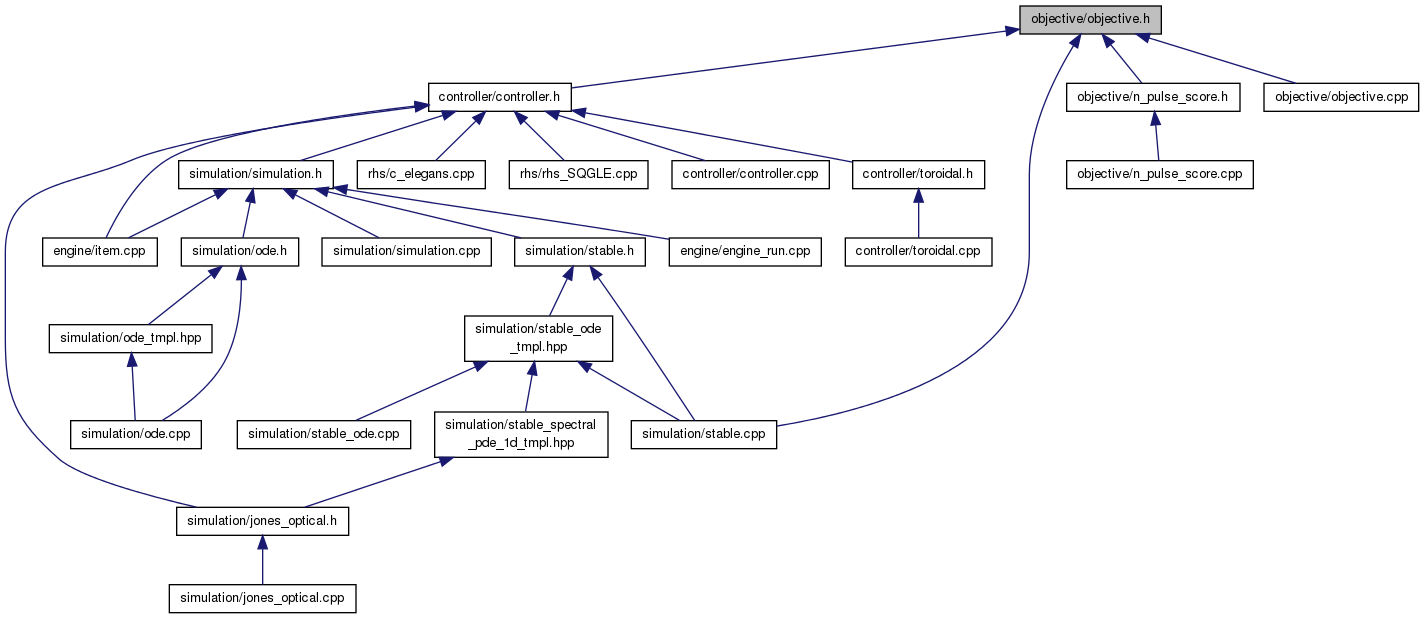 objective/objective.h
controller/controller.h
objective/n_pulse_score.h
objective/objective.cpp
simulation/simulation.h
rhs/c_elegans.cpp
rhs/rhs_SQGLE.cpp
controller/controller.cpp
controller/toroidal.h
objective/n_pulse_score.cpp
engine/item.cpp
simulation/ode.h
simulation/simulation.cpp
simulation/stable.h
engine/engine_run.cpp
controller/toroidal.cpp
simulation/ode_tmpl.hpp
simulation/stable_ode
_tmpl.hpp
simulation/ode.cpp
simulation/stable_ode.cpp
simulation/stable_spectral
_pde_1d_tmpl.hpp
simulation/stable.cpp
simulation/jones_optical.h
simulation/jones_optical.cpp